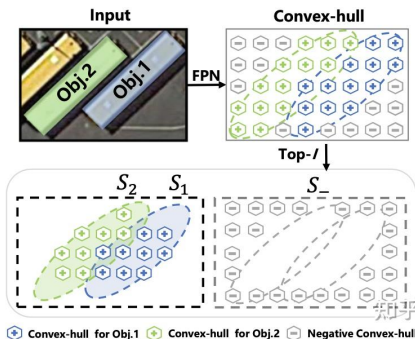 Input
Convex-hull
Obj.2
Obj.1
FPN
Top-l
S₂ S₁ S₋
知乎
Convex-hull for Obj.1 Convex-hull for Obj.2 Negative Convex-hull